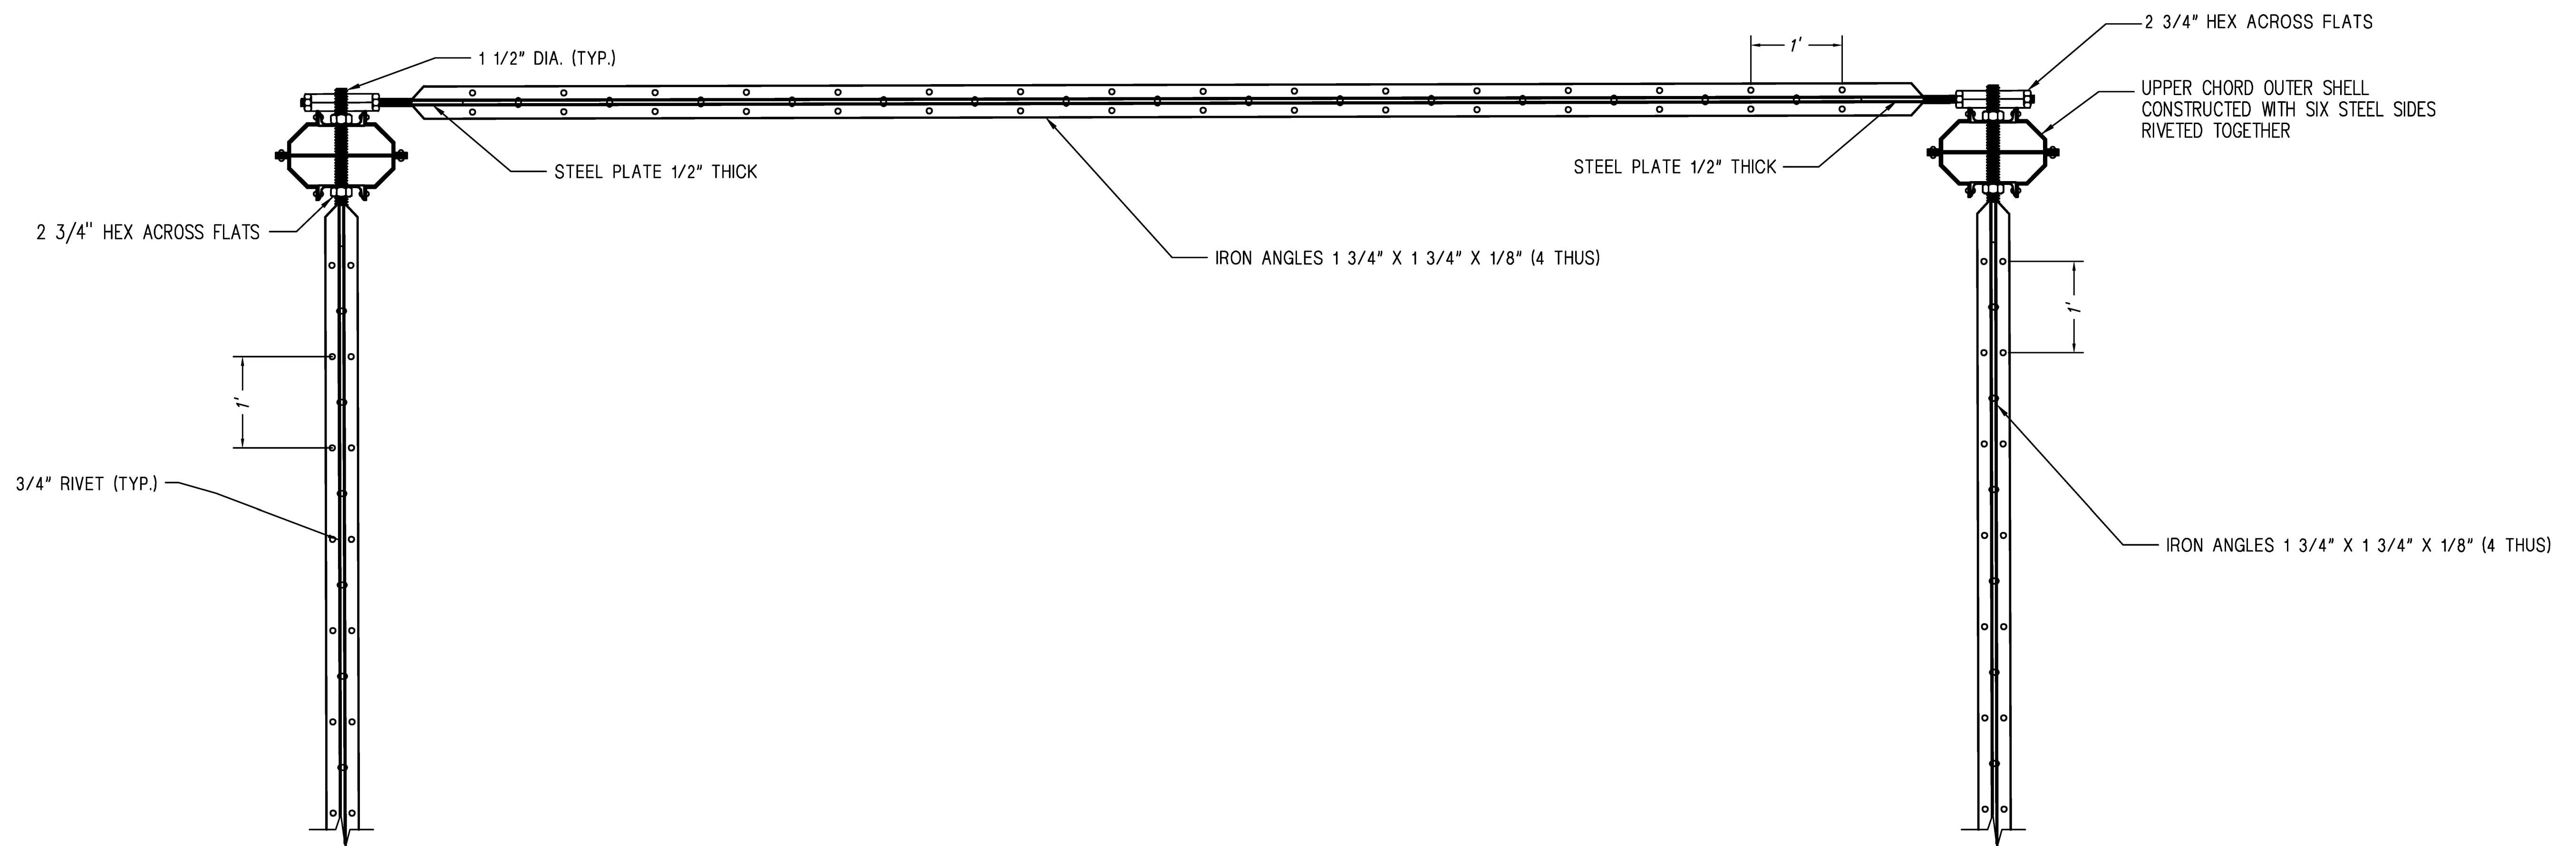 2 3/4" HEX ACROSS FLATS
1'
1 1/2" DIA. (TYP.)
UPPER CHORD OUTER SHELL
CONSTRUCTED WITH SIX STEEL SIDES
RIVETED TOGETHER
STEEL PLATE 1/2" THICK
STEEL PLATE 1/2" THICK
2 3/4" HEX ACROSS FLATS
IRON ANGLES 1 3/4" X 1 3/4" X 1/8" (4 THUS)
1'
1'
3/4" RIVET (TYP.)
IRON ANGLES 1 3/4" X 1 3/4" X 1/8" (4 THUS)